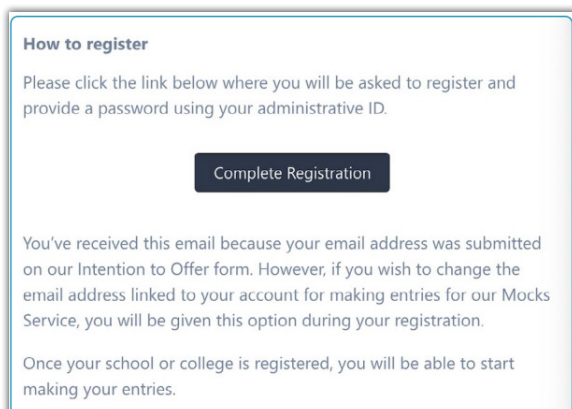 How to register
Please click the link below where you will be asked to register and
provide a password using your administrative ID.
Complete Registration
You've received this email because your email address was submitted
on our Intention to Offer form. However, if you wish to change the
email address linked to your account for making entries for our Mocks
Service, you will be given this option during your registration.
Once your school or college is registered, you will be able to start
making your entries.